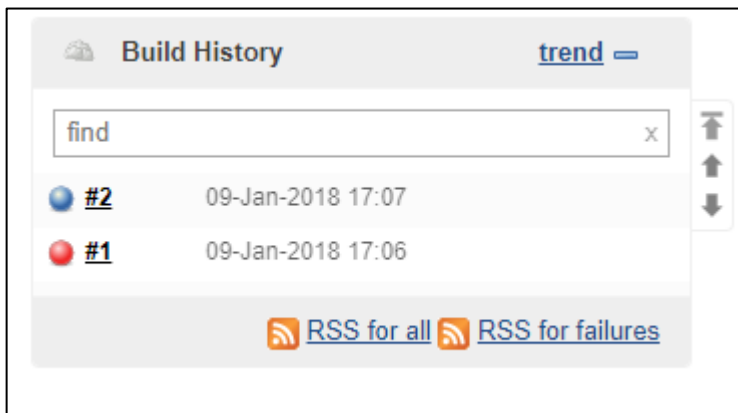 Build History trend
find x
#2 09-Jan-2018 17:07
#1 09-Jan-2018 17:06
RSS for all RSS for failures